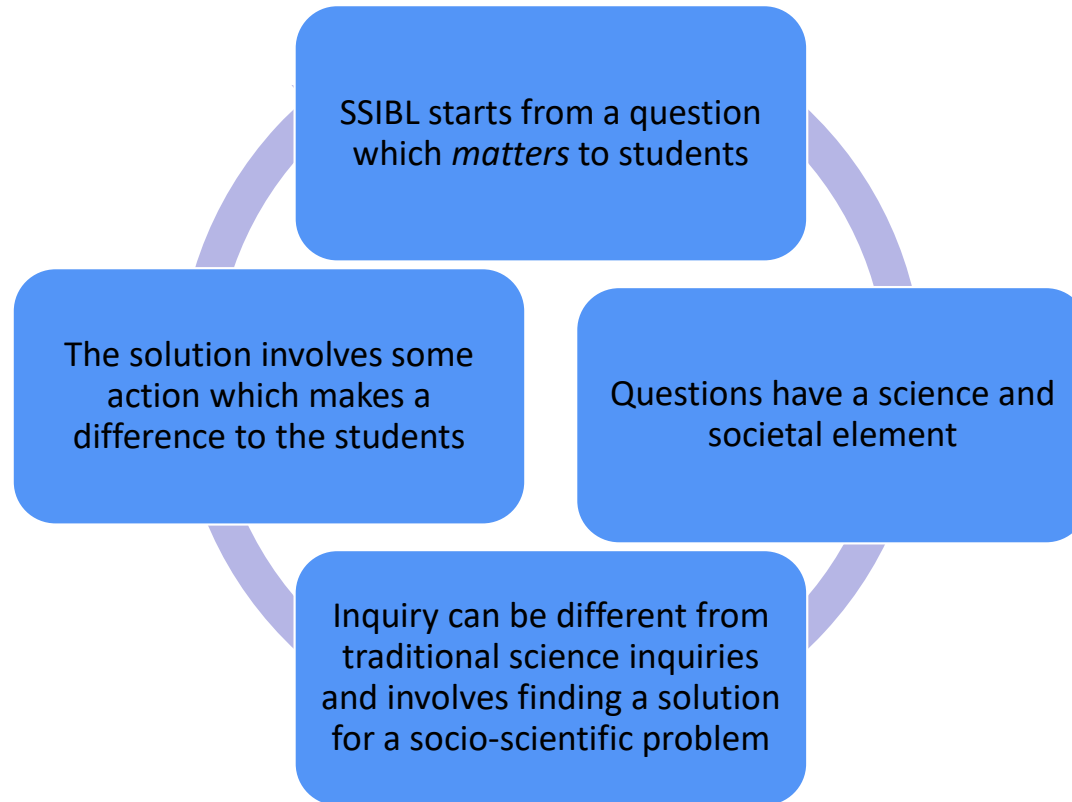 SSIBL starts from a question
which matters to students
Questions have a science and
societal element
Inquiry can be different from
traditional science inquiries
and involves finding a solution
for a socio-scientific problem
The solution involves some
action which makes a
difference to the students